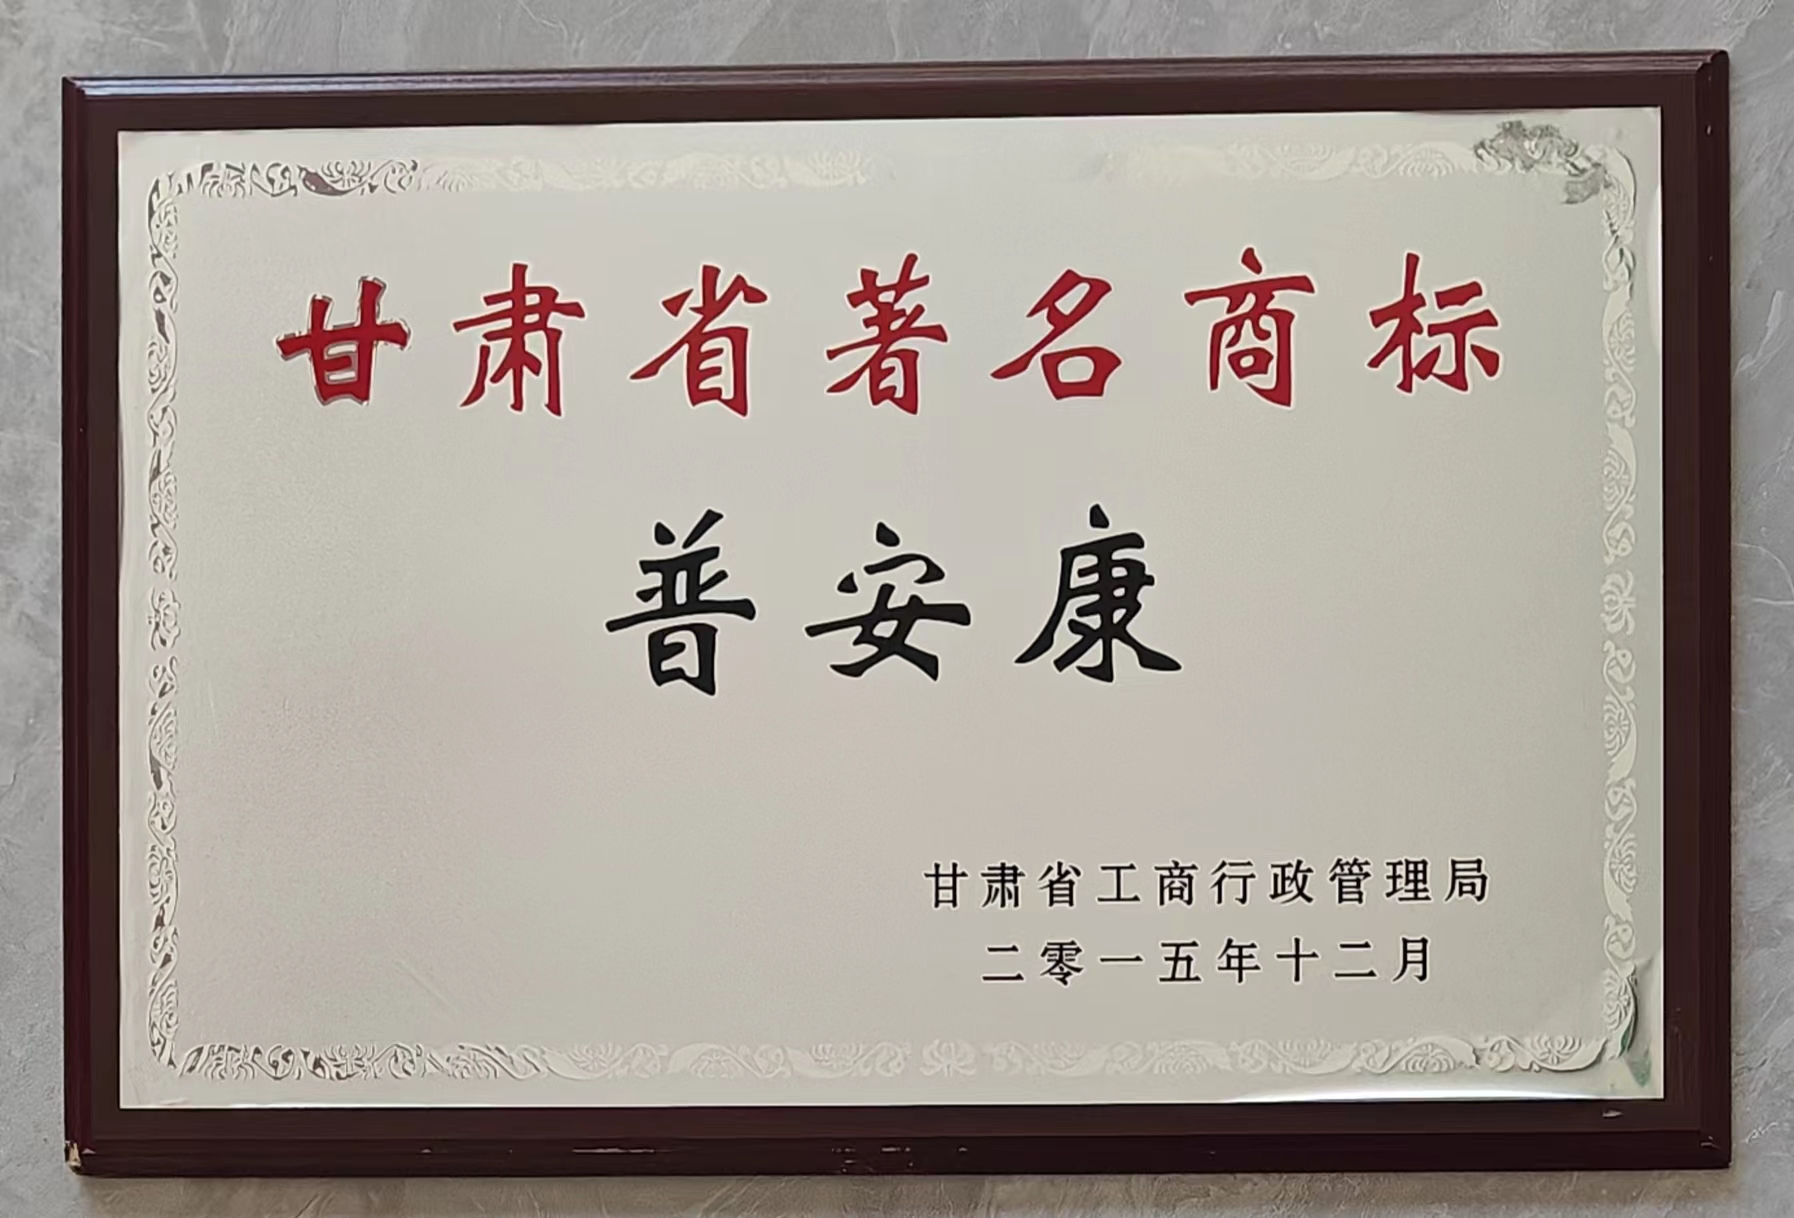 甘肃省著名商标
普安康
甘肃省工商行政管理局
二零一五年十二月